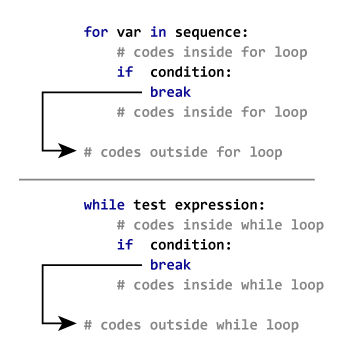 for var in sequence:
# codes inside for loop
if condition:
break
# codes inside for loop
# codes outside for loop
while test expression:
# codes inside while loop
if condition:
break
# codes inside while loop
# codes outside while loop